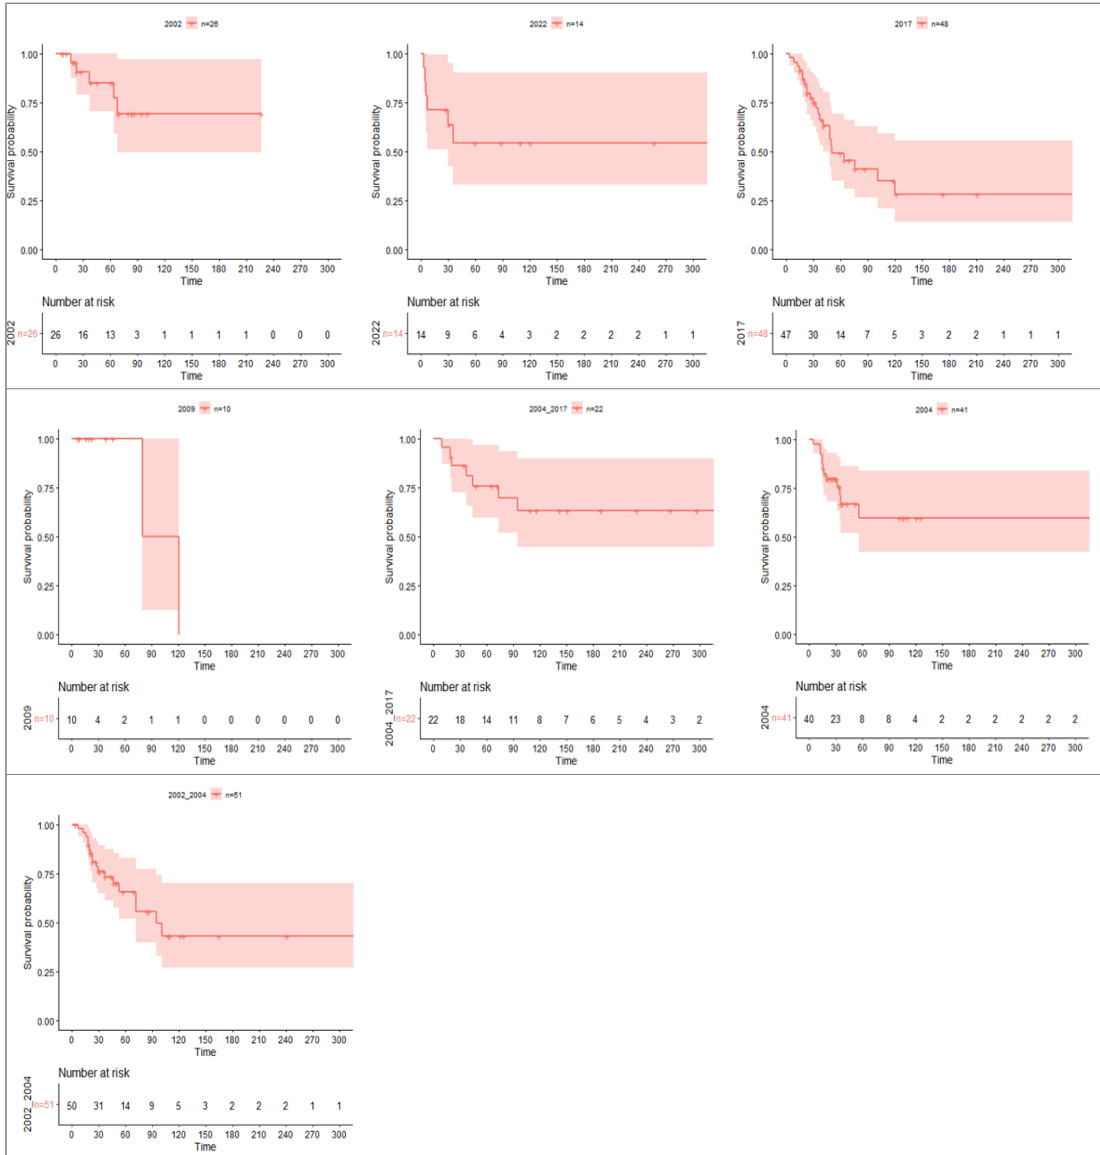 2002 n=26
1.00
0.75
0.50
0.25
0.00
Survival probability
0 30 60 90 120 150 180 210 240 270 300
Time
Number at risk
2002
n=26 26 16 13 3 1 1 1 1 0 0 0
0 30 60 90 120 150 180 210 240 270 300
Time
2022 n=14
1.00
0.75
0.50
0.25
0.00
Survival probability
0 30 60 90 120 150 180 210 240 270 300
Time
Number at risk
2022
n=14 14 9 6 4 3 2 2 2 2 1 1
0 30 60 90 120 150 180 210 240 270 300
Time
2017 n=48
1.00
0.75
0.50
0.25
0.00
Survival probability
0 30 60 90 120 150 180 210 240 270 300
Time
Number at risk
2017
n=48 47 30 14 7 5 3 2 2 1 1 1
0 30 60 90 120 150 180 210 240 270 300
Time
2009 n=10
1.00
0.75
0.50
0.25
0.00
Survival probability
0 30 60 90 120 150 180 210 240 270 300
Time
Number at risk
2009
n=10 10 4 2 1 1 0 0 0 0 0 0
0 30 60 90 120 150 180 210 240 270 300
Time
2004_2017 n=22
1.00
0.75
0.50
0.25
0.00
Survival probability
0 30 60 90 120 150 180 210 240 270 300
Time
Number at risk
2004_2017
n=22 22 18 14 11 8 7 6 5 4 3 2
0 30 60 90 120 150 180 210 240 270 300
Time
2004 n=41
1.00
0.75
0.50
0.25
0.00
Survival probability
0 30 60 90 120 150 180 210 240 270 300
Time
Number at risk
2004
n=41 40 23 8 8 4 2 2 2 2 2 2
0 30 60 90 120 150 180 210 240 270 300
Time
2002_2004 n=51
1.00
0.75
0.50
0.25
0.00
Survival probability
0 30 60 90 120 150 180 210 240 270 300
Time
Number at risk
2002_2004
n=51 50 31 14 9 5 3 2 2 2 1 1
0 30 60 90 120 150 180 210 240 270 300
Time